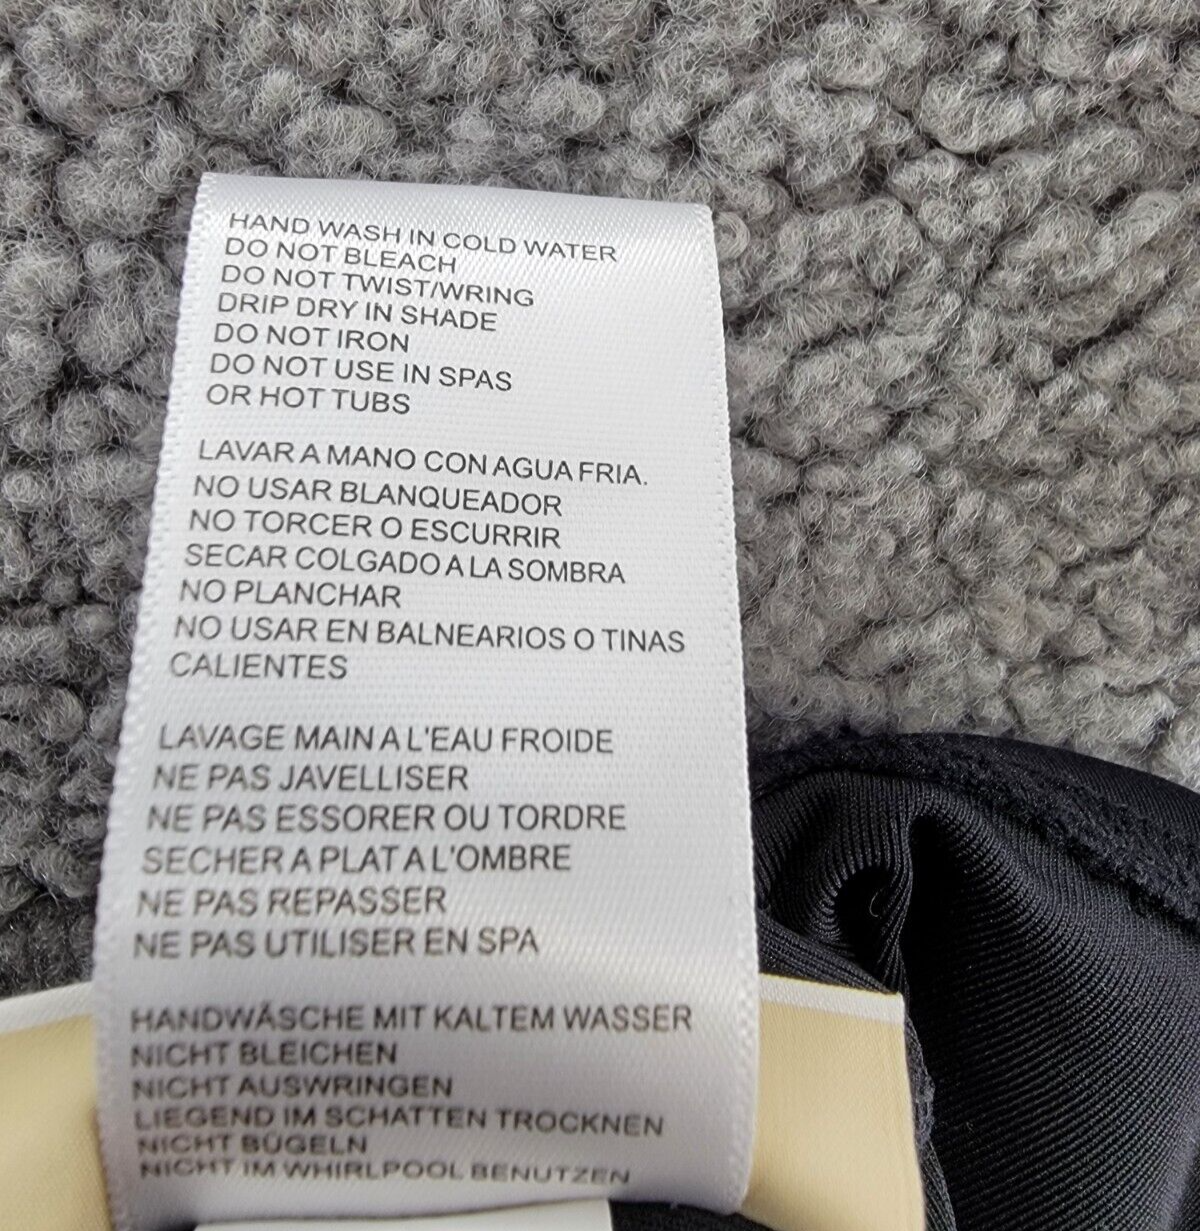 HAND WASH IN COLD WATER
DO NOT BLEACH
DO NOT TWIST/WRING
DRIP DRY IN SHADE
DO NOT IRON
DO NOT USE IN SPAS
OR HOT TUBS
LAVAR A MANO CON AGUA FRIA.
NO USAR BLANQUEADOR
NO TORCER O ESCURRIR
SECAR COLGADO A LA SOMBRA
NO PLANCHAR
NO USAR EN BALNEARIOS O TINAS
CALIENTES
LAVAGE MAIN A L'EAU FROIDE
NE PAS JAVELLISER
NE PAS ESSORER OU TORDRE
SECHER A PLAT A L'OMBRE
NE PAS REPASSER
NE PAS UTILISER EN SPA
HANDWÄSCHE MIT KALTEM WASSER
NICHT BLEICHEN
NICHT AUSWRINGEN
LIEGEND IM SCHATTEN TROCKNEN
NICHT BÜGELN
NICHT IM WHIRLPOOL BENUTZEN